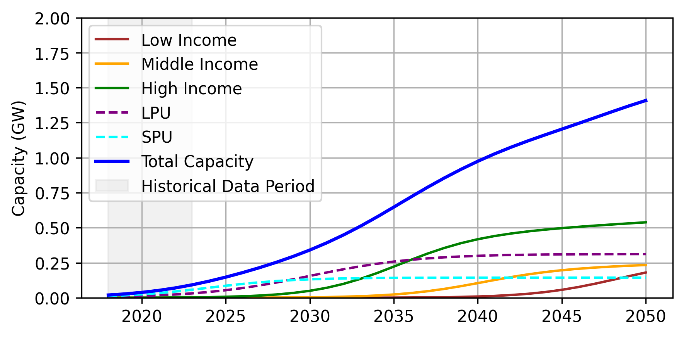 2.00
1.75
1.50
1.25
1.00
0.75
0.50
0.25
0.00
Capacity (GW)
Low Income
Middle Income
High Income
LPU
SPU
Total Capacity
Historical Data Period
2020 2025 2030 2035 2040 2045 2050